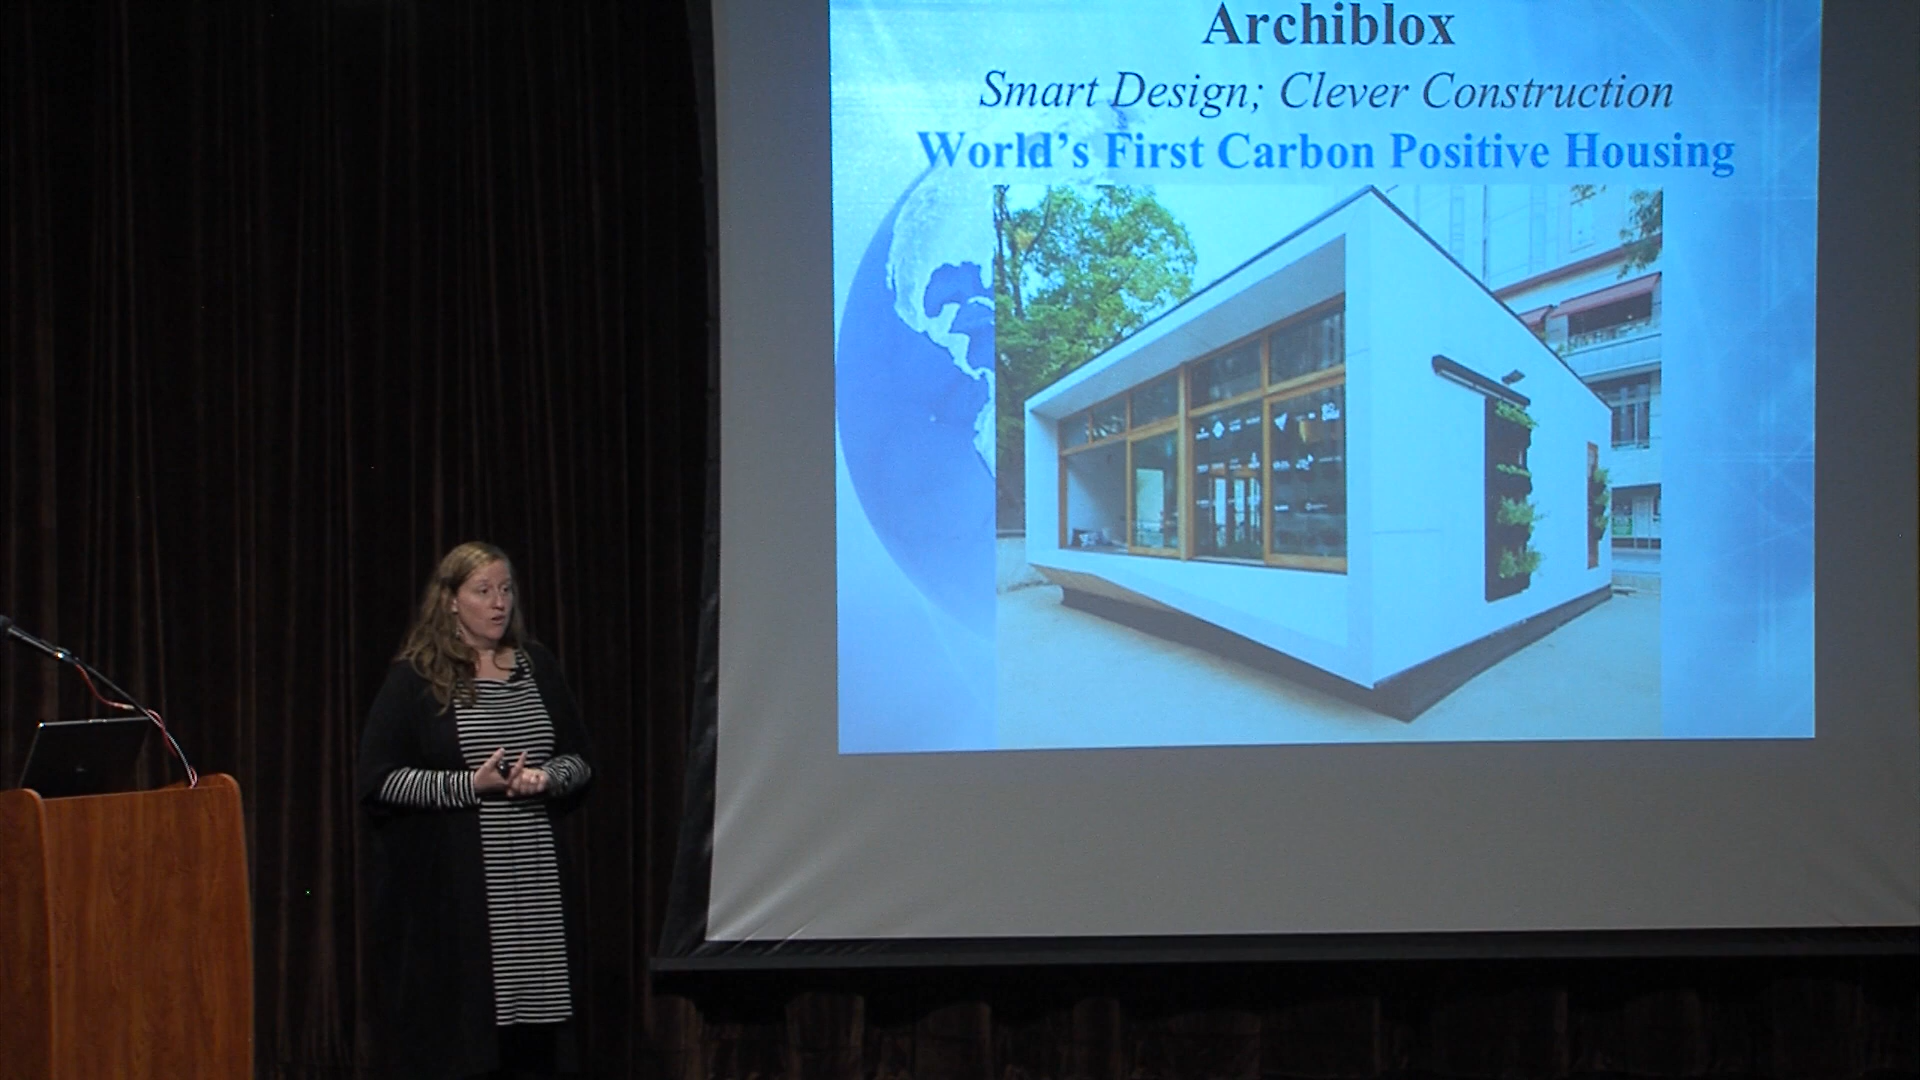 Archiblox
Smart Design; Clever Construction
World's First Carbon Positive Housing